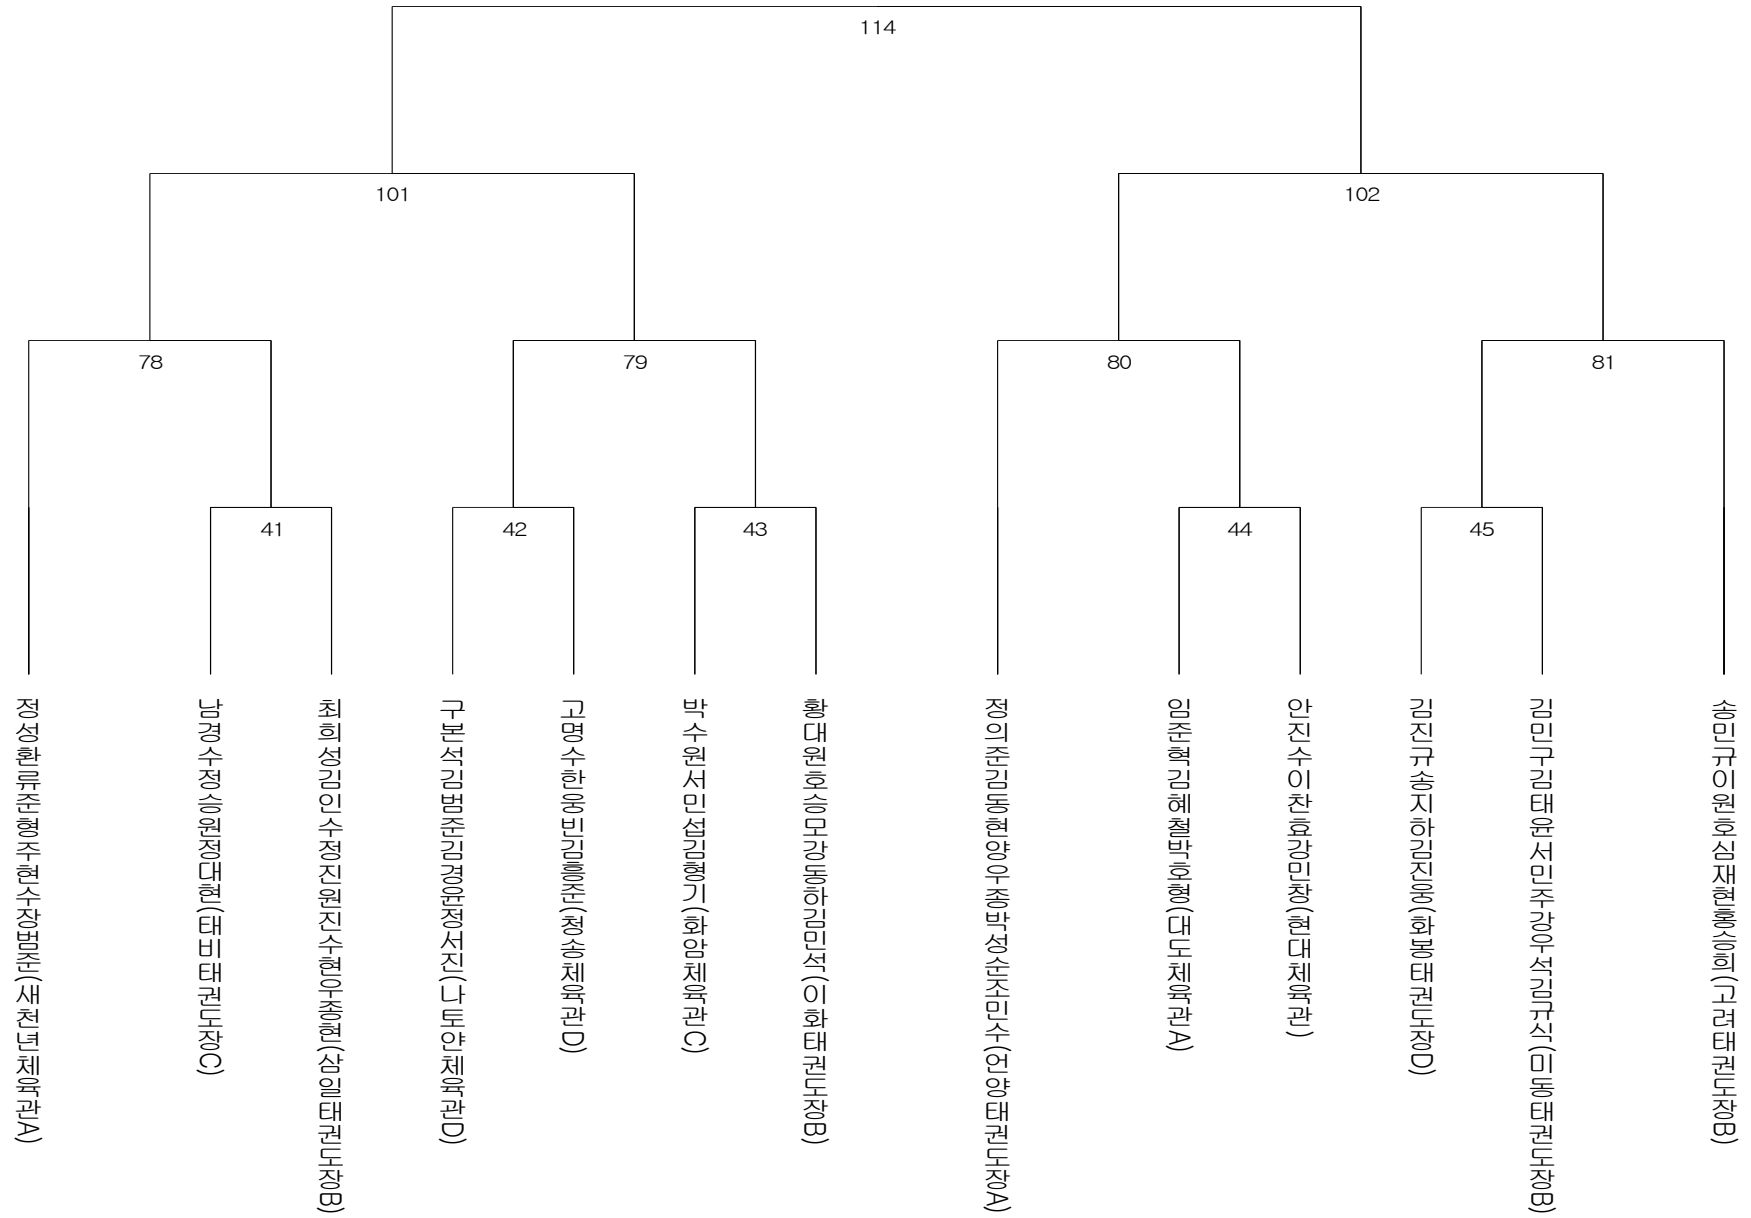 114
101
102
78
79
80
81
41
42
43
44
45
정성환류준형주현수장범준(새천년체육관A)
남경수정승원정대현(태비태권도장C)
최희성김인수정진원진수현우종현(삼일태권도장B)
구본석김범준김경윤정서진(나토얀체육관D)
고명수한웅빈김흥준(청송체육관D)
박수원서민섭김형기(화암체육관C)
황대원호승모강동하김민석(이화태권도장B)
정의준김동현양우종박성순조민수(언양태권도장A)
임준혁김혜철박호형(대도체육관A)
안진수이찬효강민창(현대체육관)
김진규송지하김진웅(화봉태권도장D)
김민구김태윤서민주강우석김규식(미동태권도장B)
송민규이원호심재현홍승희(고려태권도장B)